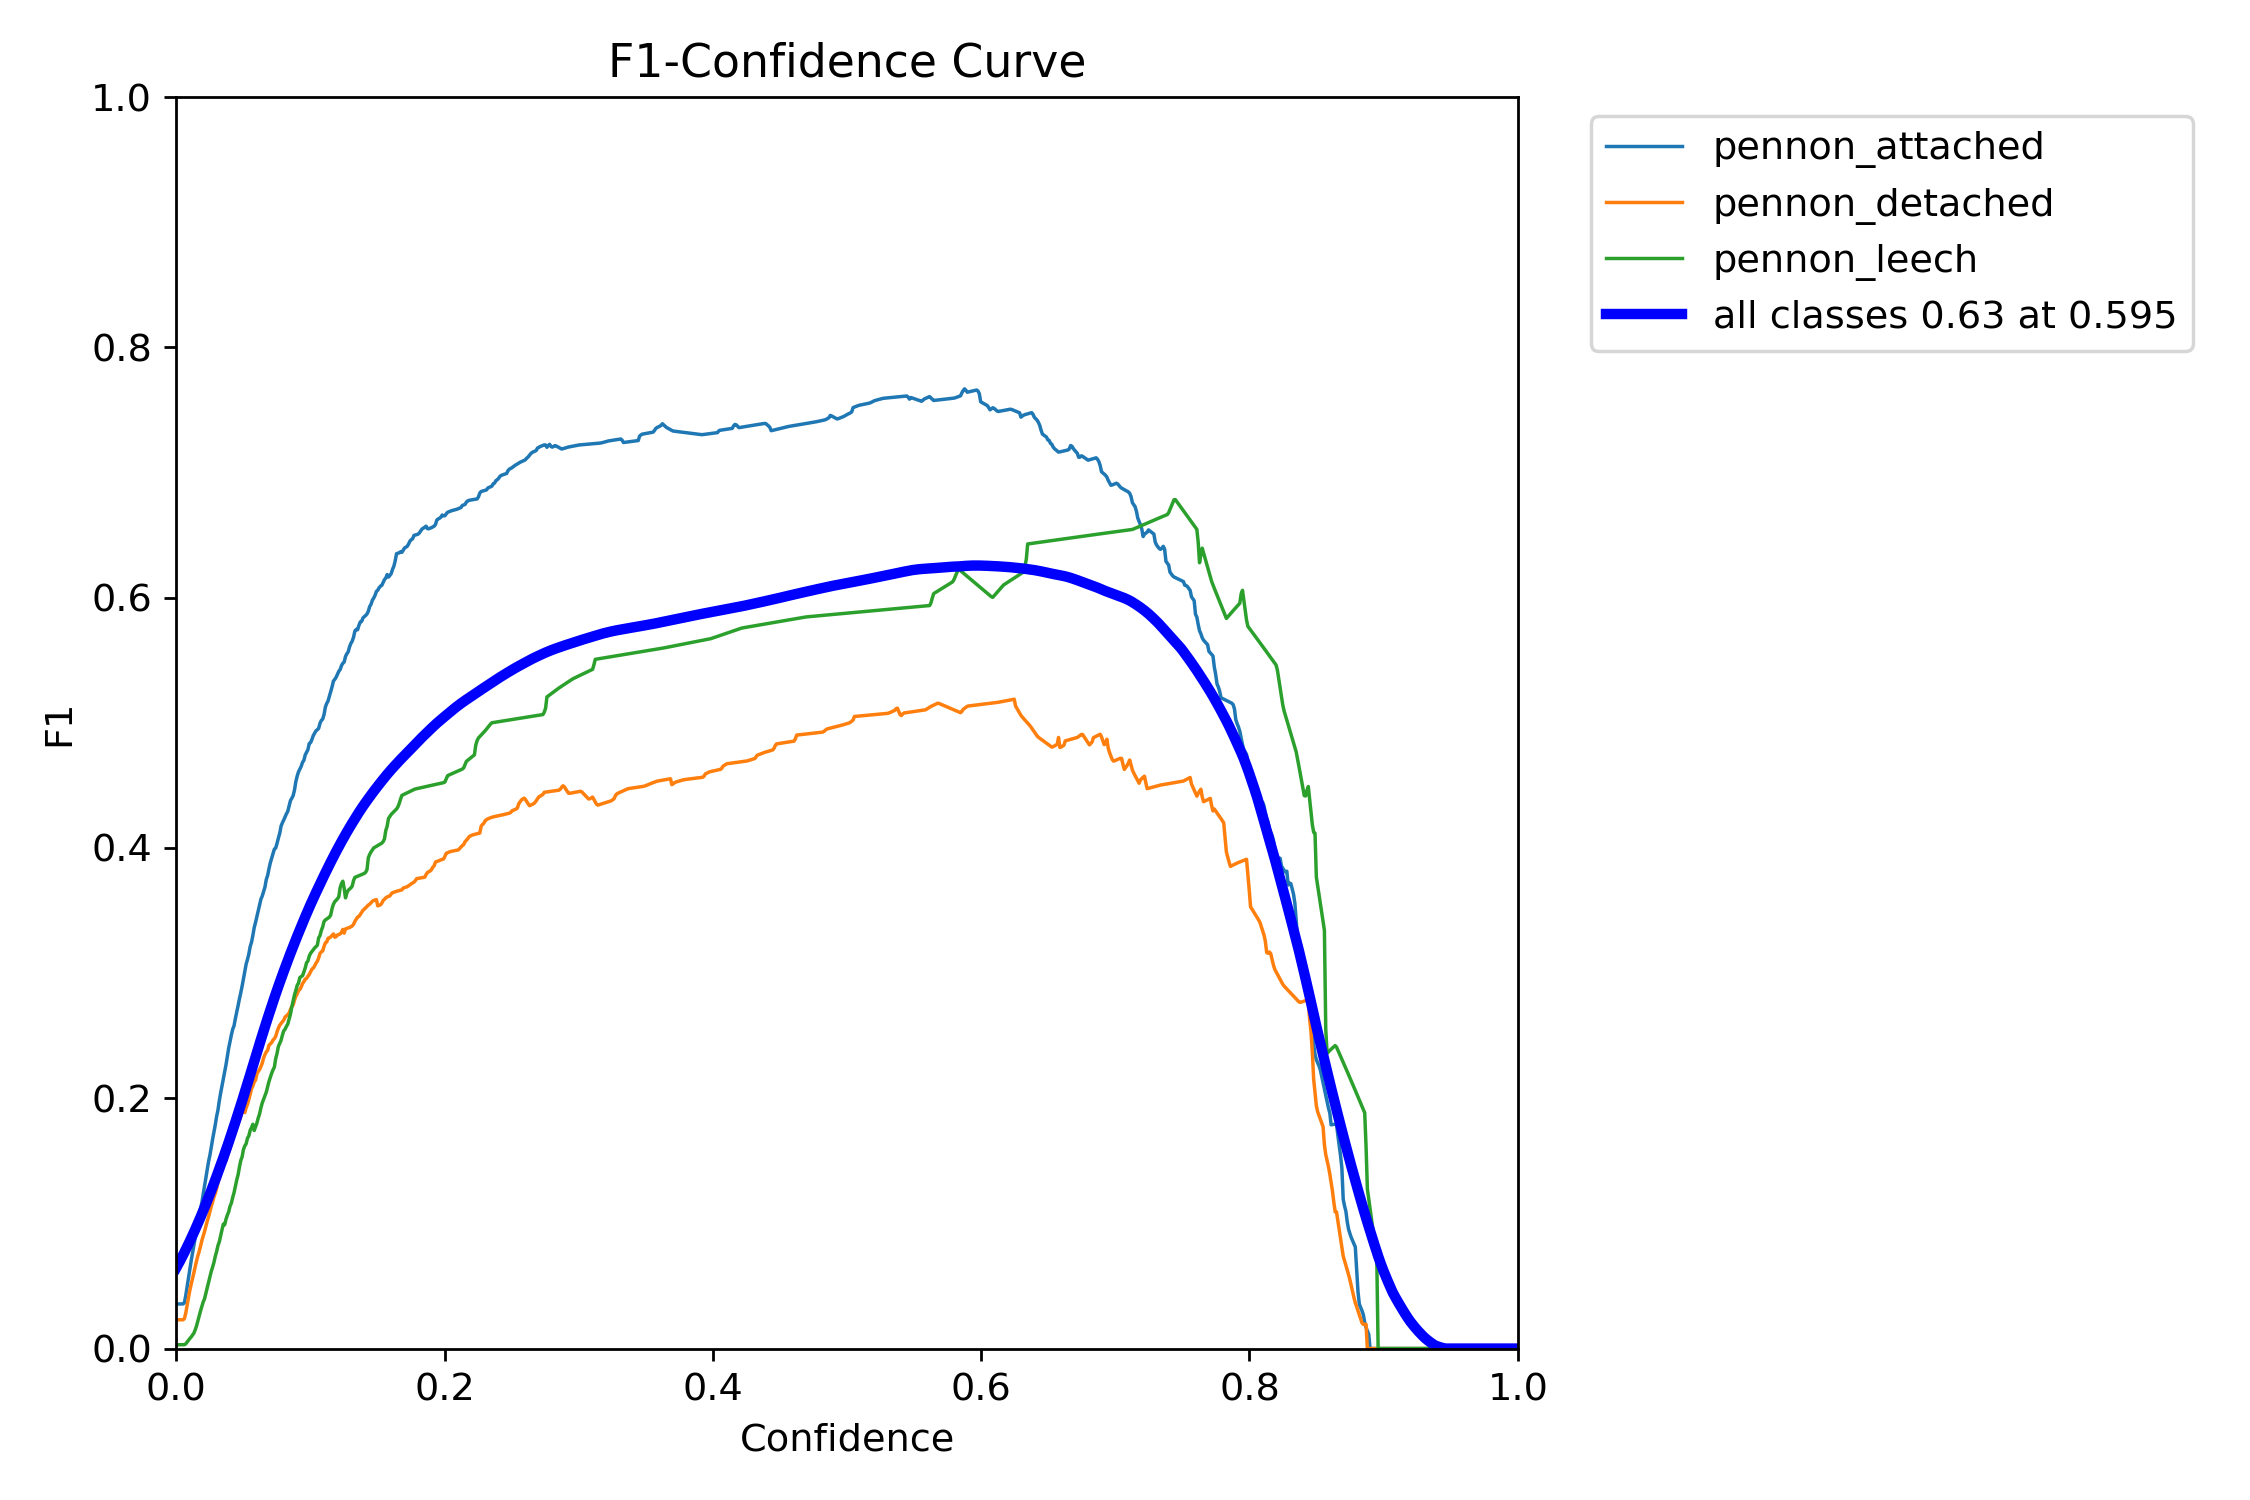 F1-Confidence Curve
1.0
0.8
0.6
0.4
0.2
0.0
F1
0.0 0.2 0.4 0.6 0.8 1.0
Confidence
pennon_attached
pennon_detached
pennon_leech
all classes 0.63 at 0.595